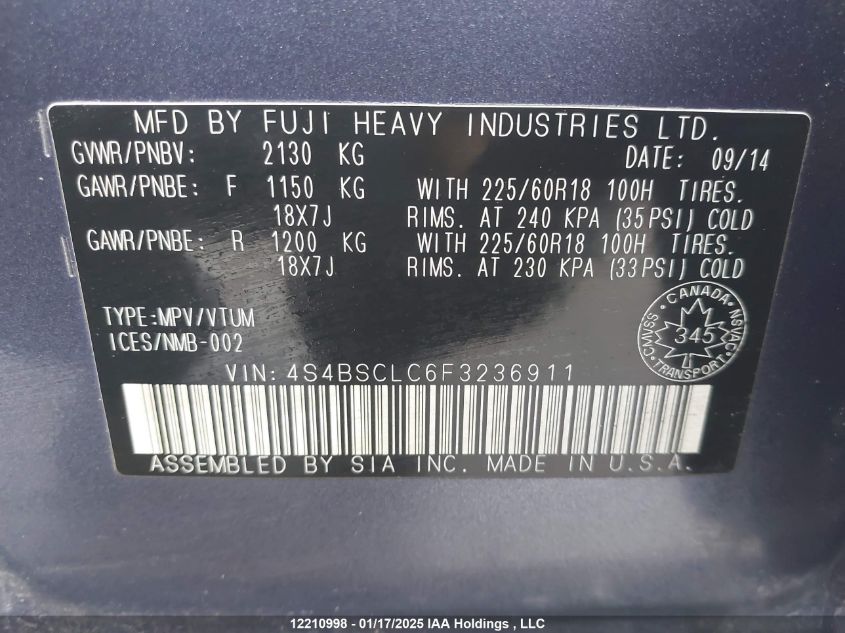 MFD BY FUJI HEAVY INDUSTRIES LTD.
GVWR/PNBV: 2130 KG DATE: 09/14
GAWR/PNBE: F 1150 KG WITH 225/60R18 100H TIRES.
18X7J RIMS. AT 240 KPA (35PSI) COLD
GAWR/PNBE: R 1200 KG WITH 225/60R18 100H TIRES.
18X7J RIMS. AT 230 KPA (33PSI) COLD
TYPE:MPV/VTUM
ICES/NMB-002
CANADA
CMVSS 345 NSVAC
TRANSPORT
VIN: 4S4BSCLC6F3236911
ASSEMBLED BY SIA INC. MADE IN U.S.A.
12210998 - 01/17/2025 IAA Holdings , LLC